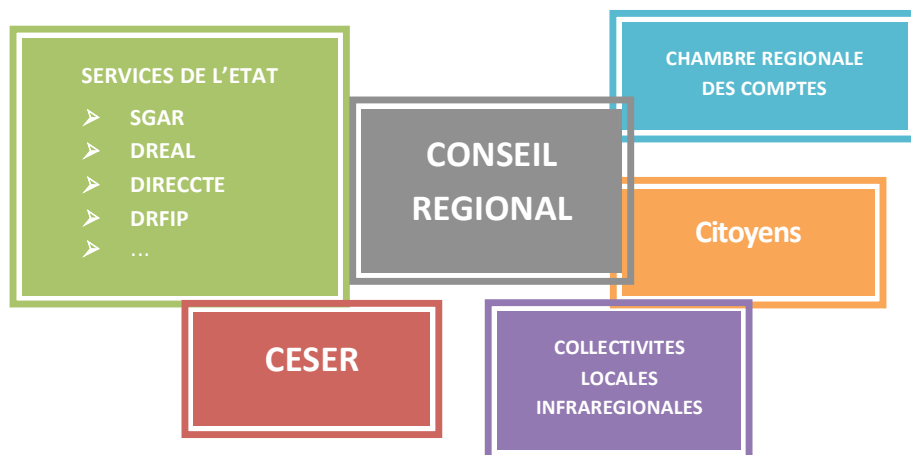 SERVICES DE L'ETAT
➢ SGAR
➢ DREAL
➢ DIRECCTE
➢ DRFIP
➢ ...
CONSEIL
REGIONAL
CHAMBRE REGIONALE
DES COMPTES
Citoyens
CESER
COLLECTIVITES
LOCALES
INFRAREGIONALES